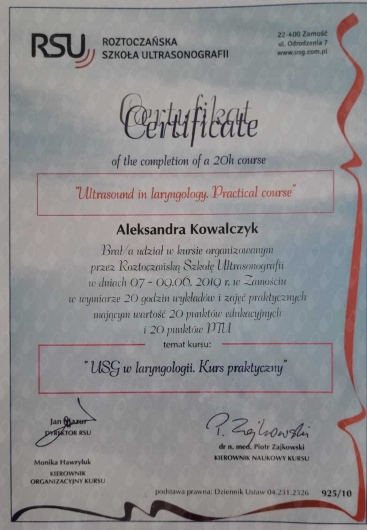 RSU
ROZTOCZAŃSKA
SZKOŁA ULTRASONOGRAFII
22-400 Zamość
ul. Odrodzenia 7
www.usg.com.pl
Certyfikat
Certificate
of the completion of a 20h course
"Ultrasound in laryngology. Practical course"
Aleksandra Kowalczyk
Brał/a udział w kursie organizowanym
przez Roztoczańską Szkołę Ultrasonografii
w dniach 07 - 09.06.2019 r. w Zamościu
w wymiarze 20 godzin wykładów i zajęć praktycznych
mającym wartość 20 punktów edukacyjnych
i 20 punktów PTU
temat kursu:
"USG w laryngologii. Kurs praktyczny"
Jan Mazur
DYREKTOR RSU
P. Zajkowski
dr n. med. Piotr Zajkowski
KIEROWNIK NAUKOWY KURSU
Monika Hawryluk
KIEROWNIK
ORGANIZACYJNY KURSU
podstawa prawna: Dziennik Ustaw 04.231.2326
925/10